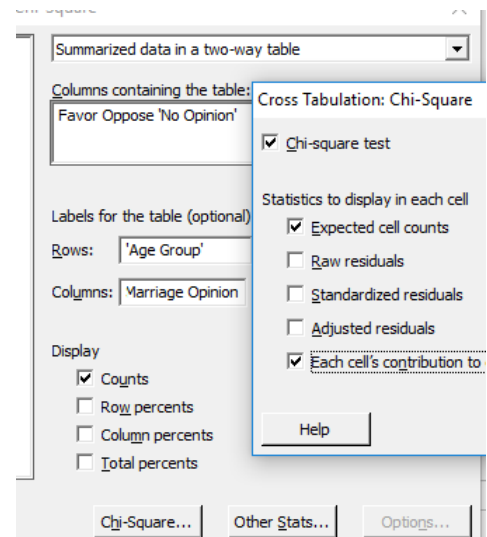 Summarized data in a two-way table
Columns containing the table:
Favor Oppose 'No Opinion'
Labels for the table (optional)
Rows: 'Age Group'
Columns: Marriage Opinion
Display
Counts
Row percents
Column percents
Total percents
Chi-Square... Other Stats... Options...
Cross Tabulation: Chi-Square
Chi-square test
Statistics to display in each cell
Expected cell counts
Raw residuals
Standardized residuals
Adjusted residuals
Each cell's contribution to
Help